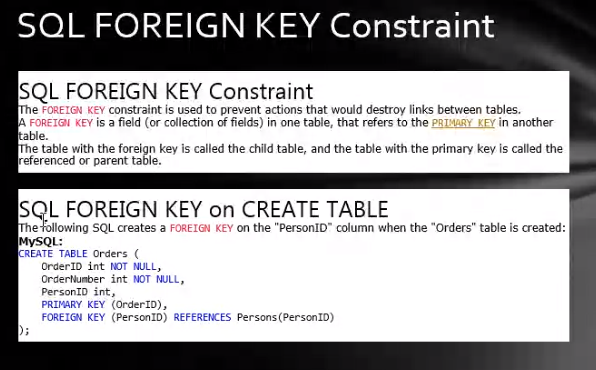 SQL FOREIGN KEY Constraint
SQL FOREIGN KEY Constraint
The FOREIGN KEY constraint is used to prevent actions that would destroy links between tables.
A FOREIGN KEY is a field (or collection of fields) in one table, that refers to the PRIMARY KEY in another
table.
The table with the foreign key is called the child table, and the table with the primary key is called the
referenced or parent table.
SQL FOREIGN KEY on CREATE TABLE
The following SQL creates a FOREIGN KEY on the "PersonID" column when the "Orders" table is created:
MySQL:
CREATE TABLE Orders (
    OrderID int NOT NULL,
    OrderNumber int NOT NULL,
    PersonID int,
    PRIMARY KEY (OrderID),
    FOREIGN KEY (PersonID) REFERENCES Persons(PersonID)
);